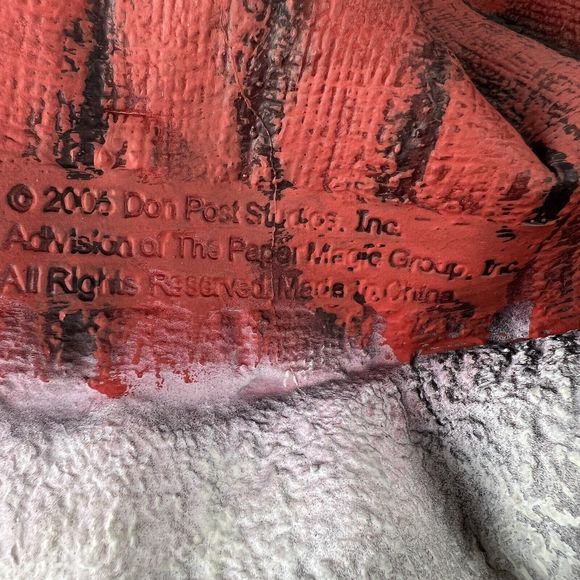 © 2005 Don Post Studios, Inc.
A division of The Paper Magic Group, Inc.
All Rights Reserved. Made in China.